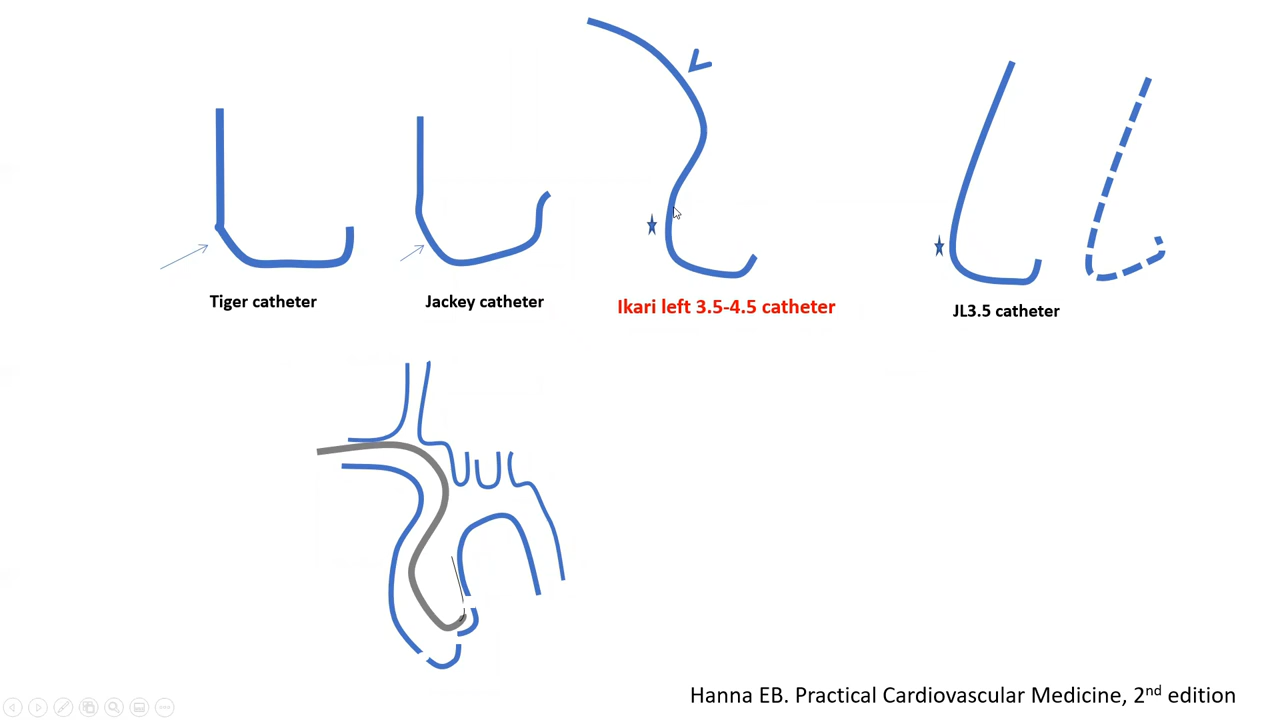 Tiger catheter
Jackey catheter
Ikari left 3.5-4.5 catheter
JL3.5 catheter
Hanna EB. Practical Cardiovascular Medicine, 2nd edition